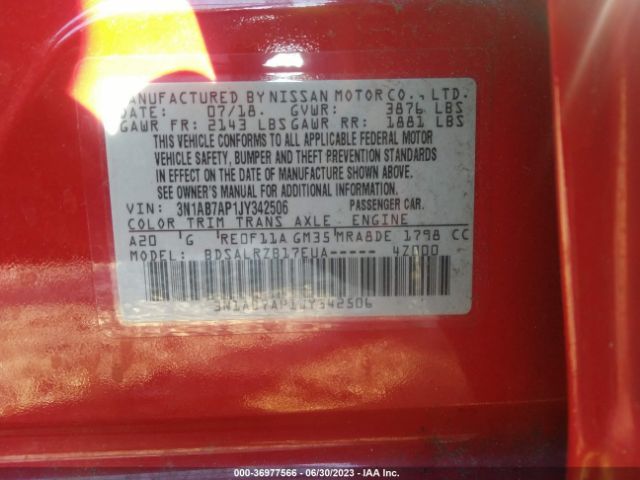 MANUFACTURED BY NISSAN MOTOR CO., LTD.
DATE: 07/18. GVWR: 3876 LBS
GAWR FR: 2143 LBS GAWR RR: 1881 LBS
THIS VEHICLE CONFORMS TO ALL APPLICABLE FEDERAL MOTOR
VEHICLE SAFETY, BUMPER AND THEFT PREVENTION STANDARDS
IN EFFECT ON THE DATE OF MANUFACTURE SHOWN ABOVE.
SEE OWNER'S MANUAL FOR ADDITIONAL INFORMATION.
VIN: 3N1AB7AP1JY342506 PASSENGER CAR.
COLOR TRIM TRANS AXLE ENGINE
A20 G RE0F11A GM35 MRA8DE 1798 CC
MODEL: BDSALRZB17EUA----- 4Z000
3N1AB7AP1JY342506
000-36977566 | 06/30/2023 | IAA Inc.